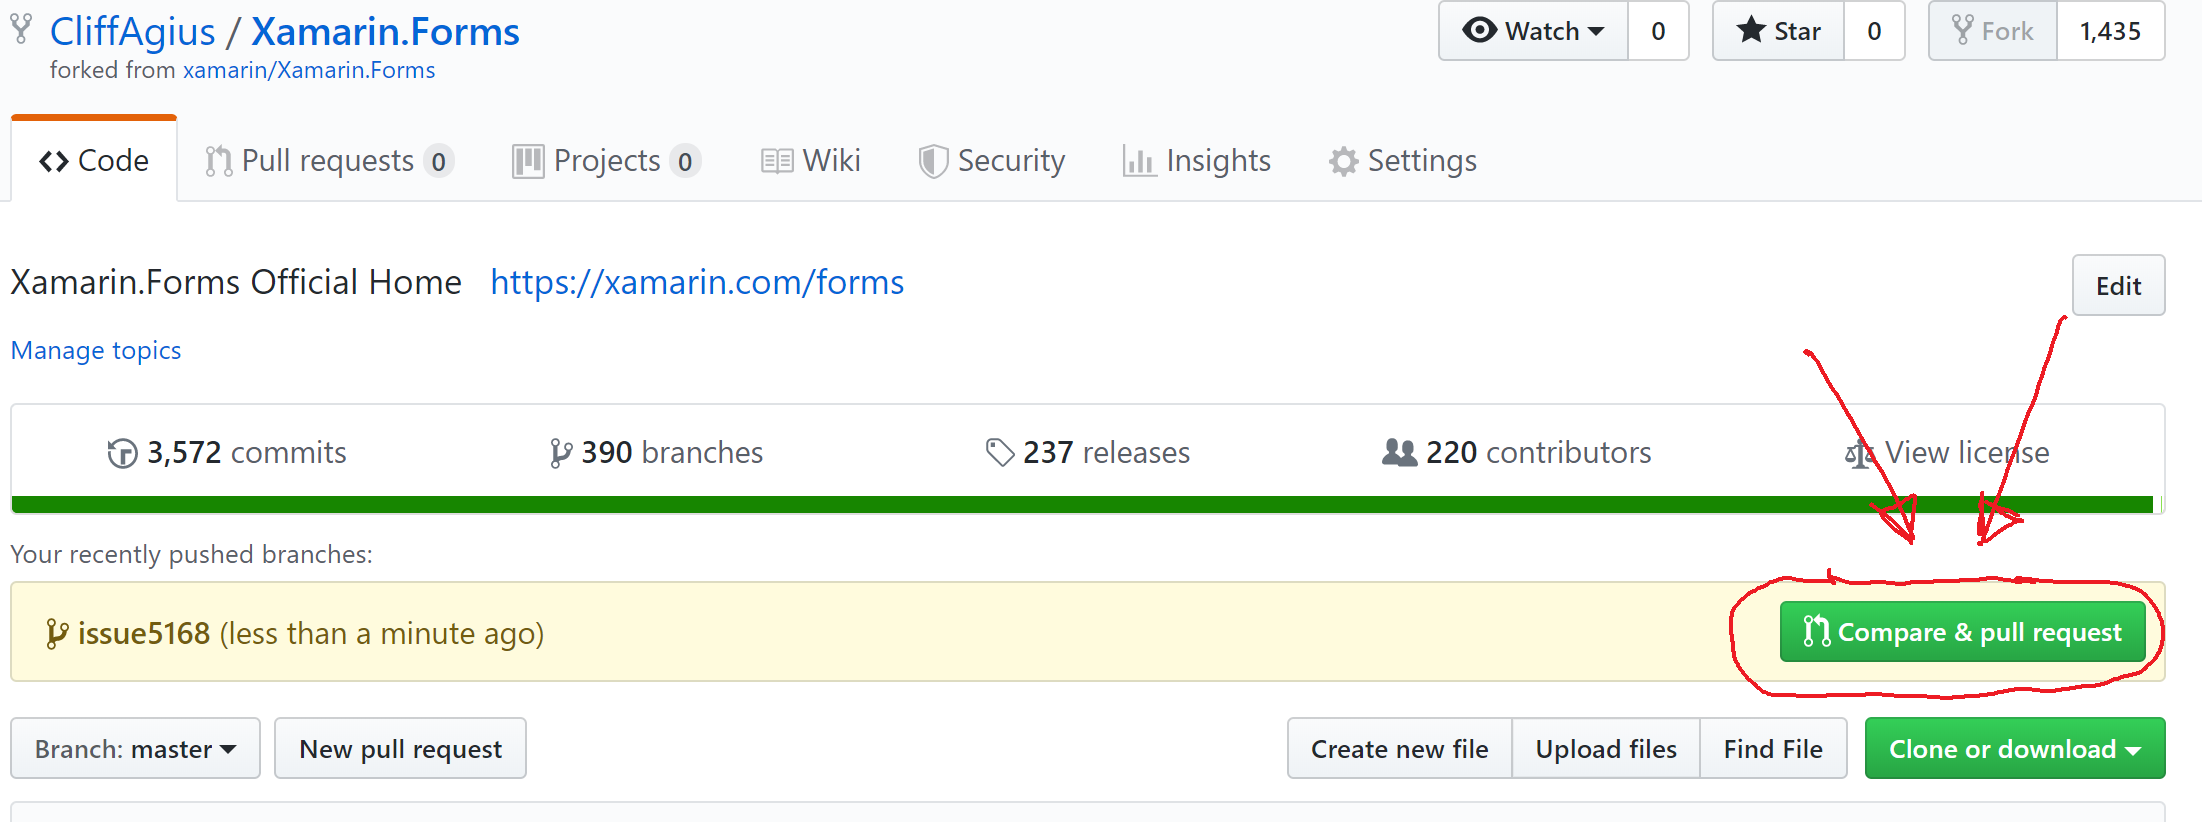 CliffAgius / Xamarin.Forms
Watch 0 Star 0 Fork 1,435
forked from xamarin/Xamarin.Forms
Code Pull requests 0 Projects 0 Wiki Security Insights Settings
Xamarin.Forms Official Home https://xamarin.com/forms
Edit
Manage topics
3,572 commits 390 branches 237 releases 220 contributors View license
Your recently pushed branches:
issue5168 (less than a minute ago) Compare & pull request
Branch: master New pull request Create new file Upload files Find File Clone or download